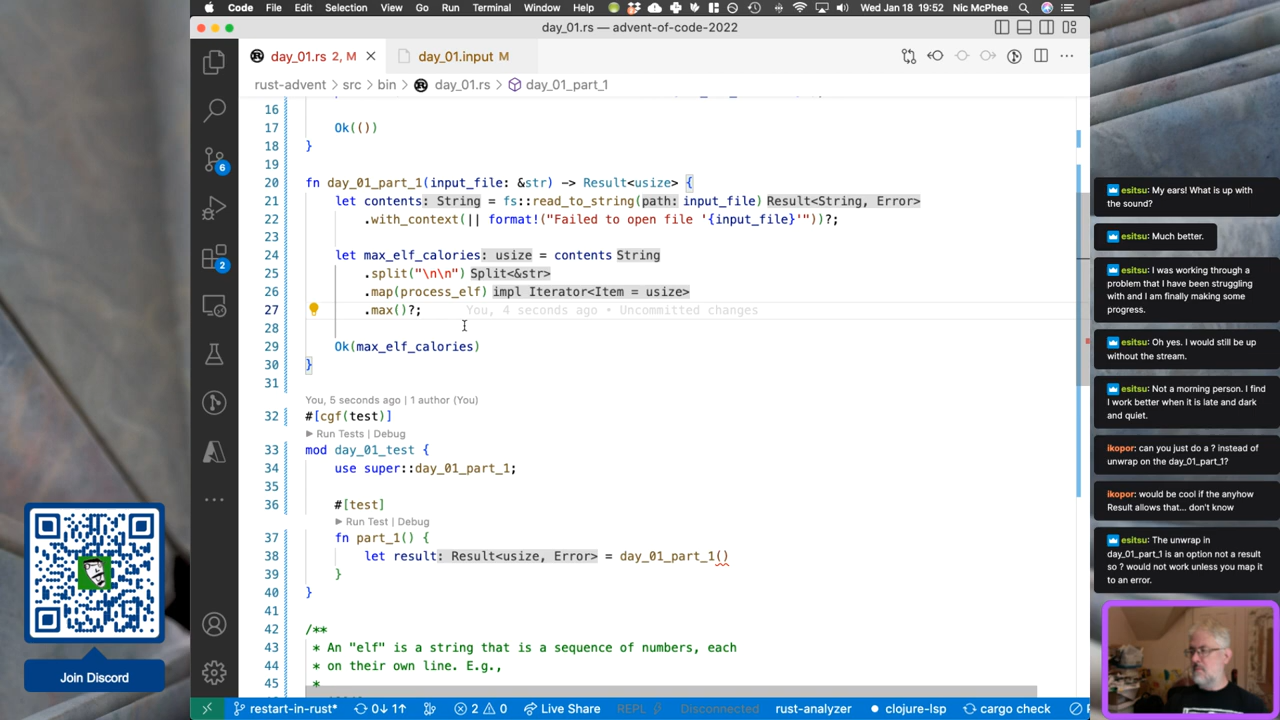 Code File Edit Selection View Go Run Terminal Window Help Wed Jan 18 19:52 Nic McPhee
day_01.rs — advent-of-code-2022
day_01.rs 2, M
day_01.input M
rust-advent > src > bin > day_01.rs > day_01_part_1
16
17 Ok(())
18 }
19
20 fn day_01_part_1(input_file: &str) -> Result<usize> {
21 let contents: String = fs::read_to_string(path: input_file) Result<String, Error>
22 .with_context(|| format!("Failed to open file '{input_file}'"))?;
23
24 let max_elf_calories: usize = contents String
25 .split("\n\n") Split<&str>
26 .map(process_elf) impl Iterator<Item = usize>
27 .max()?; You, 4 seconds ago • Uncommitted changes
28
29 Ok(max_elf_calories)
30 }
31
You, 5 seconds ago | 1 author (You)
32 #[cgf(test)]
▶ Run Tests | Debug
33 mod day_01_test {
34 use super::day_01_part_1;
35
36 #[test]
▶ Run Test | Debug
37 fn part_1() {
38 let result: Result<usize, Error> = day_01_part_1()
39 }
40 }
41
42 /**
43 * An "elf" is a string that is a sequence of numbers, each
44 * on their own line. E.g.,
45 *
6
2
restart-in-rust* 0↓ 1↑ 2 0 Live Share REPL Disconnected rust-analyzer clojure-lsp cargo check
Join Discord
esitsu: My ears! What is up with
the sound?
esitsu: Much better.
esitsu: I was working through a
problem that I have been struggling
with and I am finally making some
progress.
esitsu: Oh yes. I would still be up
without the stream.
esitsu: Not a morning person. I find
I work better when it is late and dark
and quiet.
ikopor: can you just do a ? instead of
unwrap on the day_01_part_1?
ikopor: would be cool if the anyhow
Result allows that... don't know
esitsu: The unwrap in
day_01_part_1 is an option not a result
so ? would not work unless you map it
to an error.